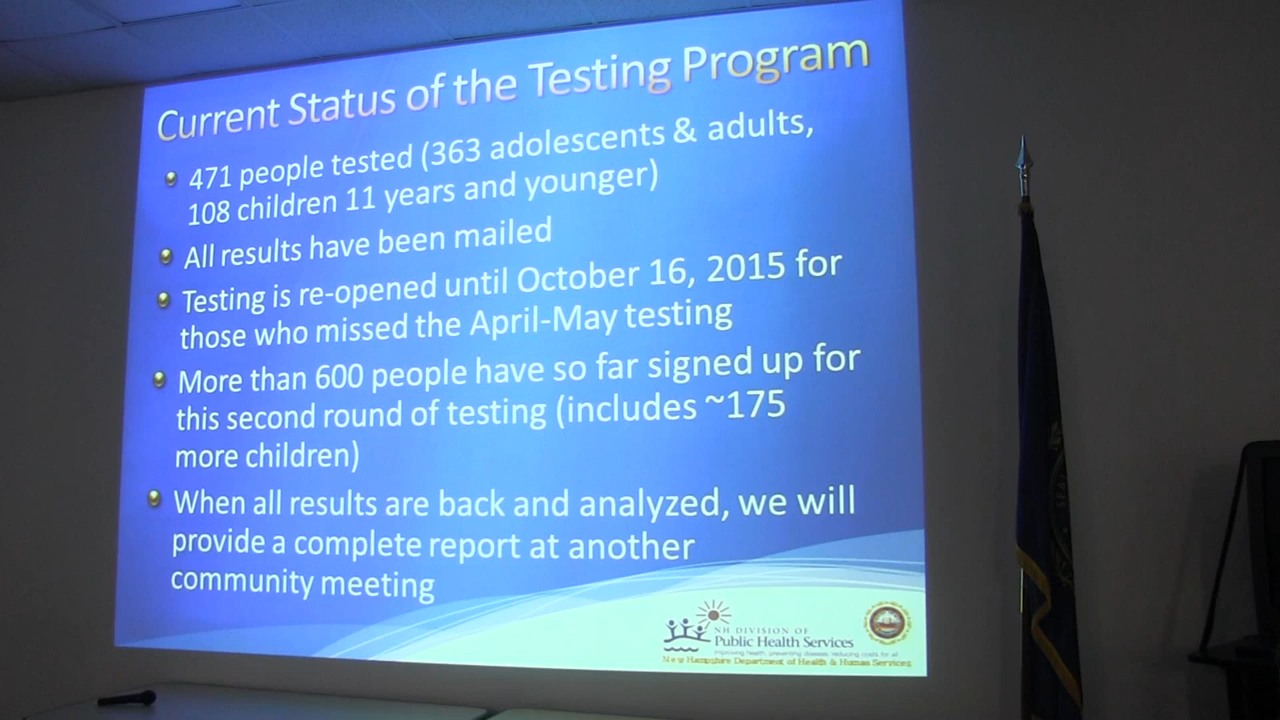 Current Status of the Testing Program
471 people tested (363 adolescents & adults,
108 children 11 years and younger)
All results have been mailed
Testing is re-opened until October 16, 2015 for
those who missed the April-May testing
More than 600 people have so far signed up for
this second round of testing (includes ~175
more children)
When all results are back and analyzed, we will
provide a complete report at another
community meeting
NH DIVISION OF
Public Health Services
Improving health, preventing disease, reducing costs for all
New Hampshire Department of Health & Human Services